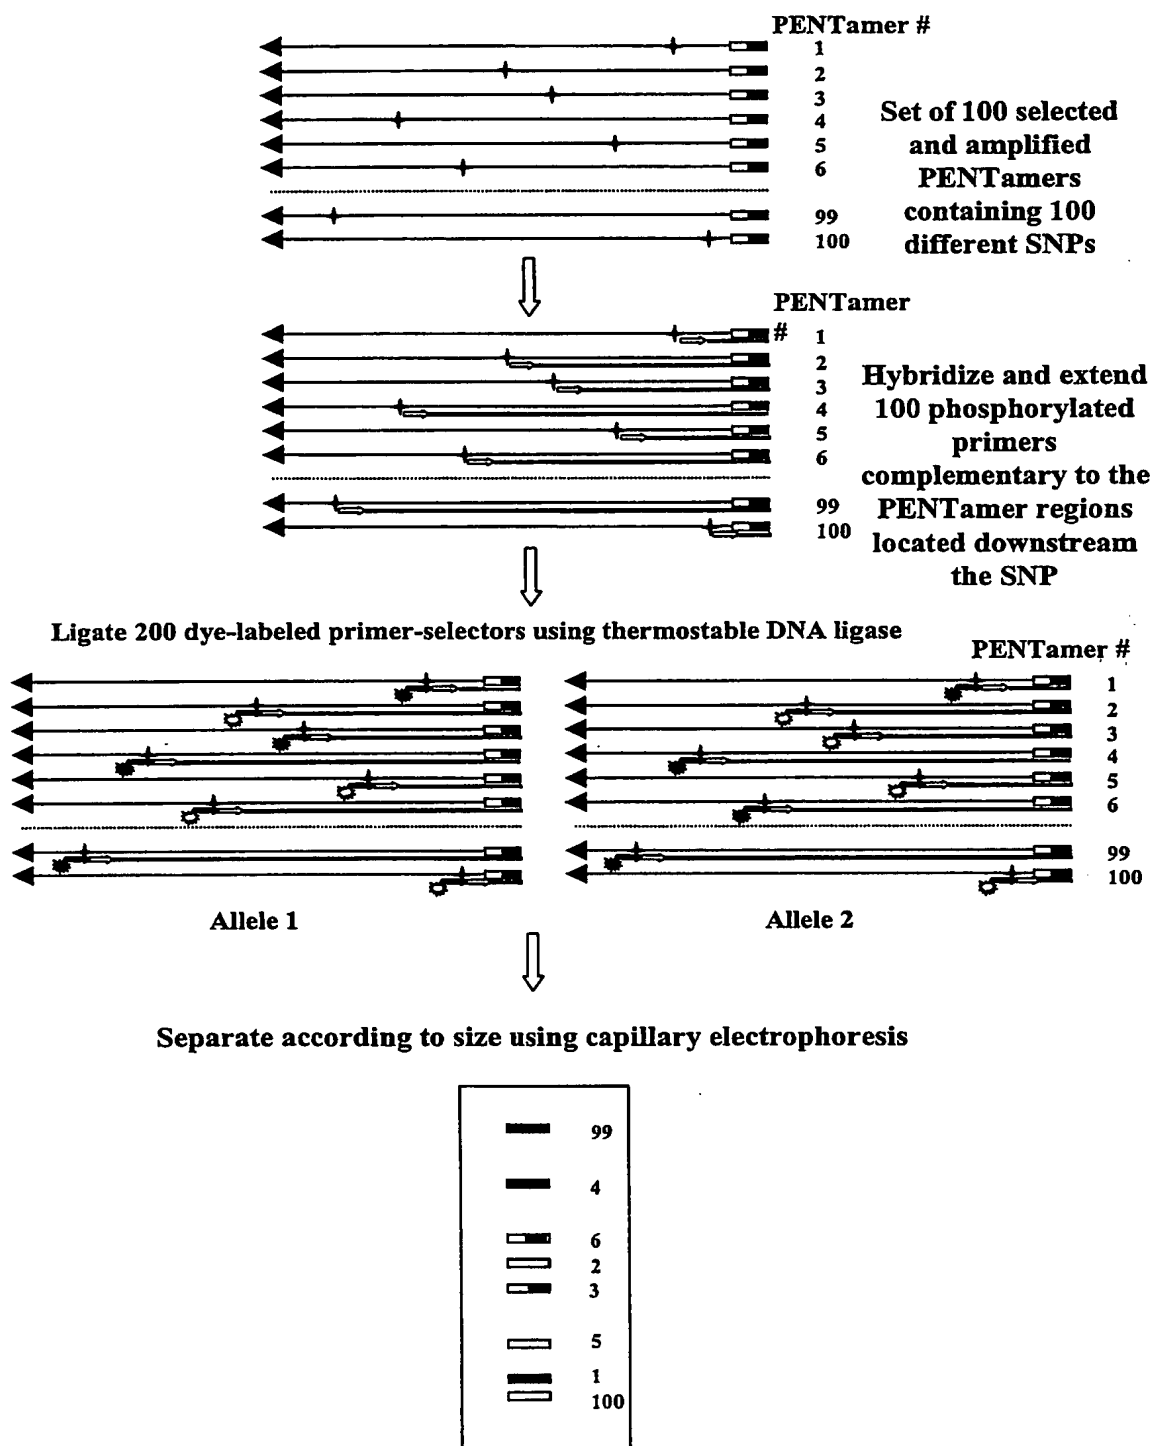 PENTamer #
1
2
3
4
5
6
99
100
Set of 100 selected
and amplified
PENTamers
containing 100
different SNPs
PENTamer
#
1
2
3
4
5
6
99
100
Hybridize and extend
100 phosphorylated
primers
complementary to the
PENTamer regions
located downstream
the SNP
Ligate 200 dye-labeled primer-selectors using thermostable DNA ligase
PENTamer #
1
2
3
4
5
6
99
100
Allele 1
Allele 2
Separate according to size using capillary electrophoresis
99
4
6
2
3
5
1
100